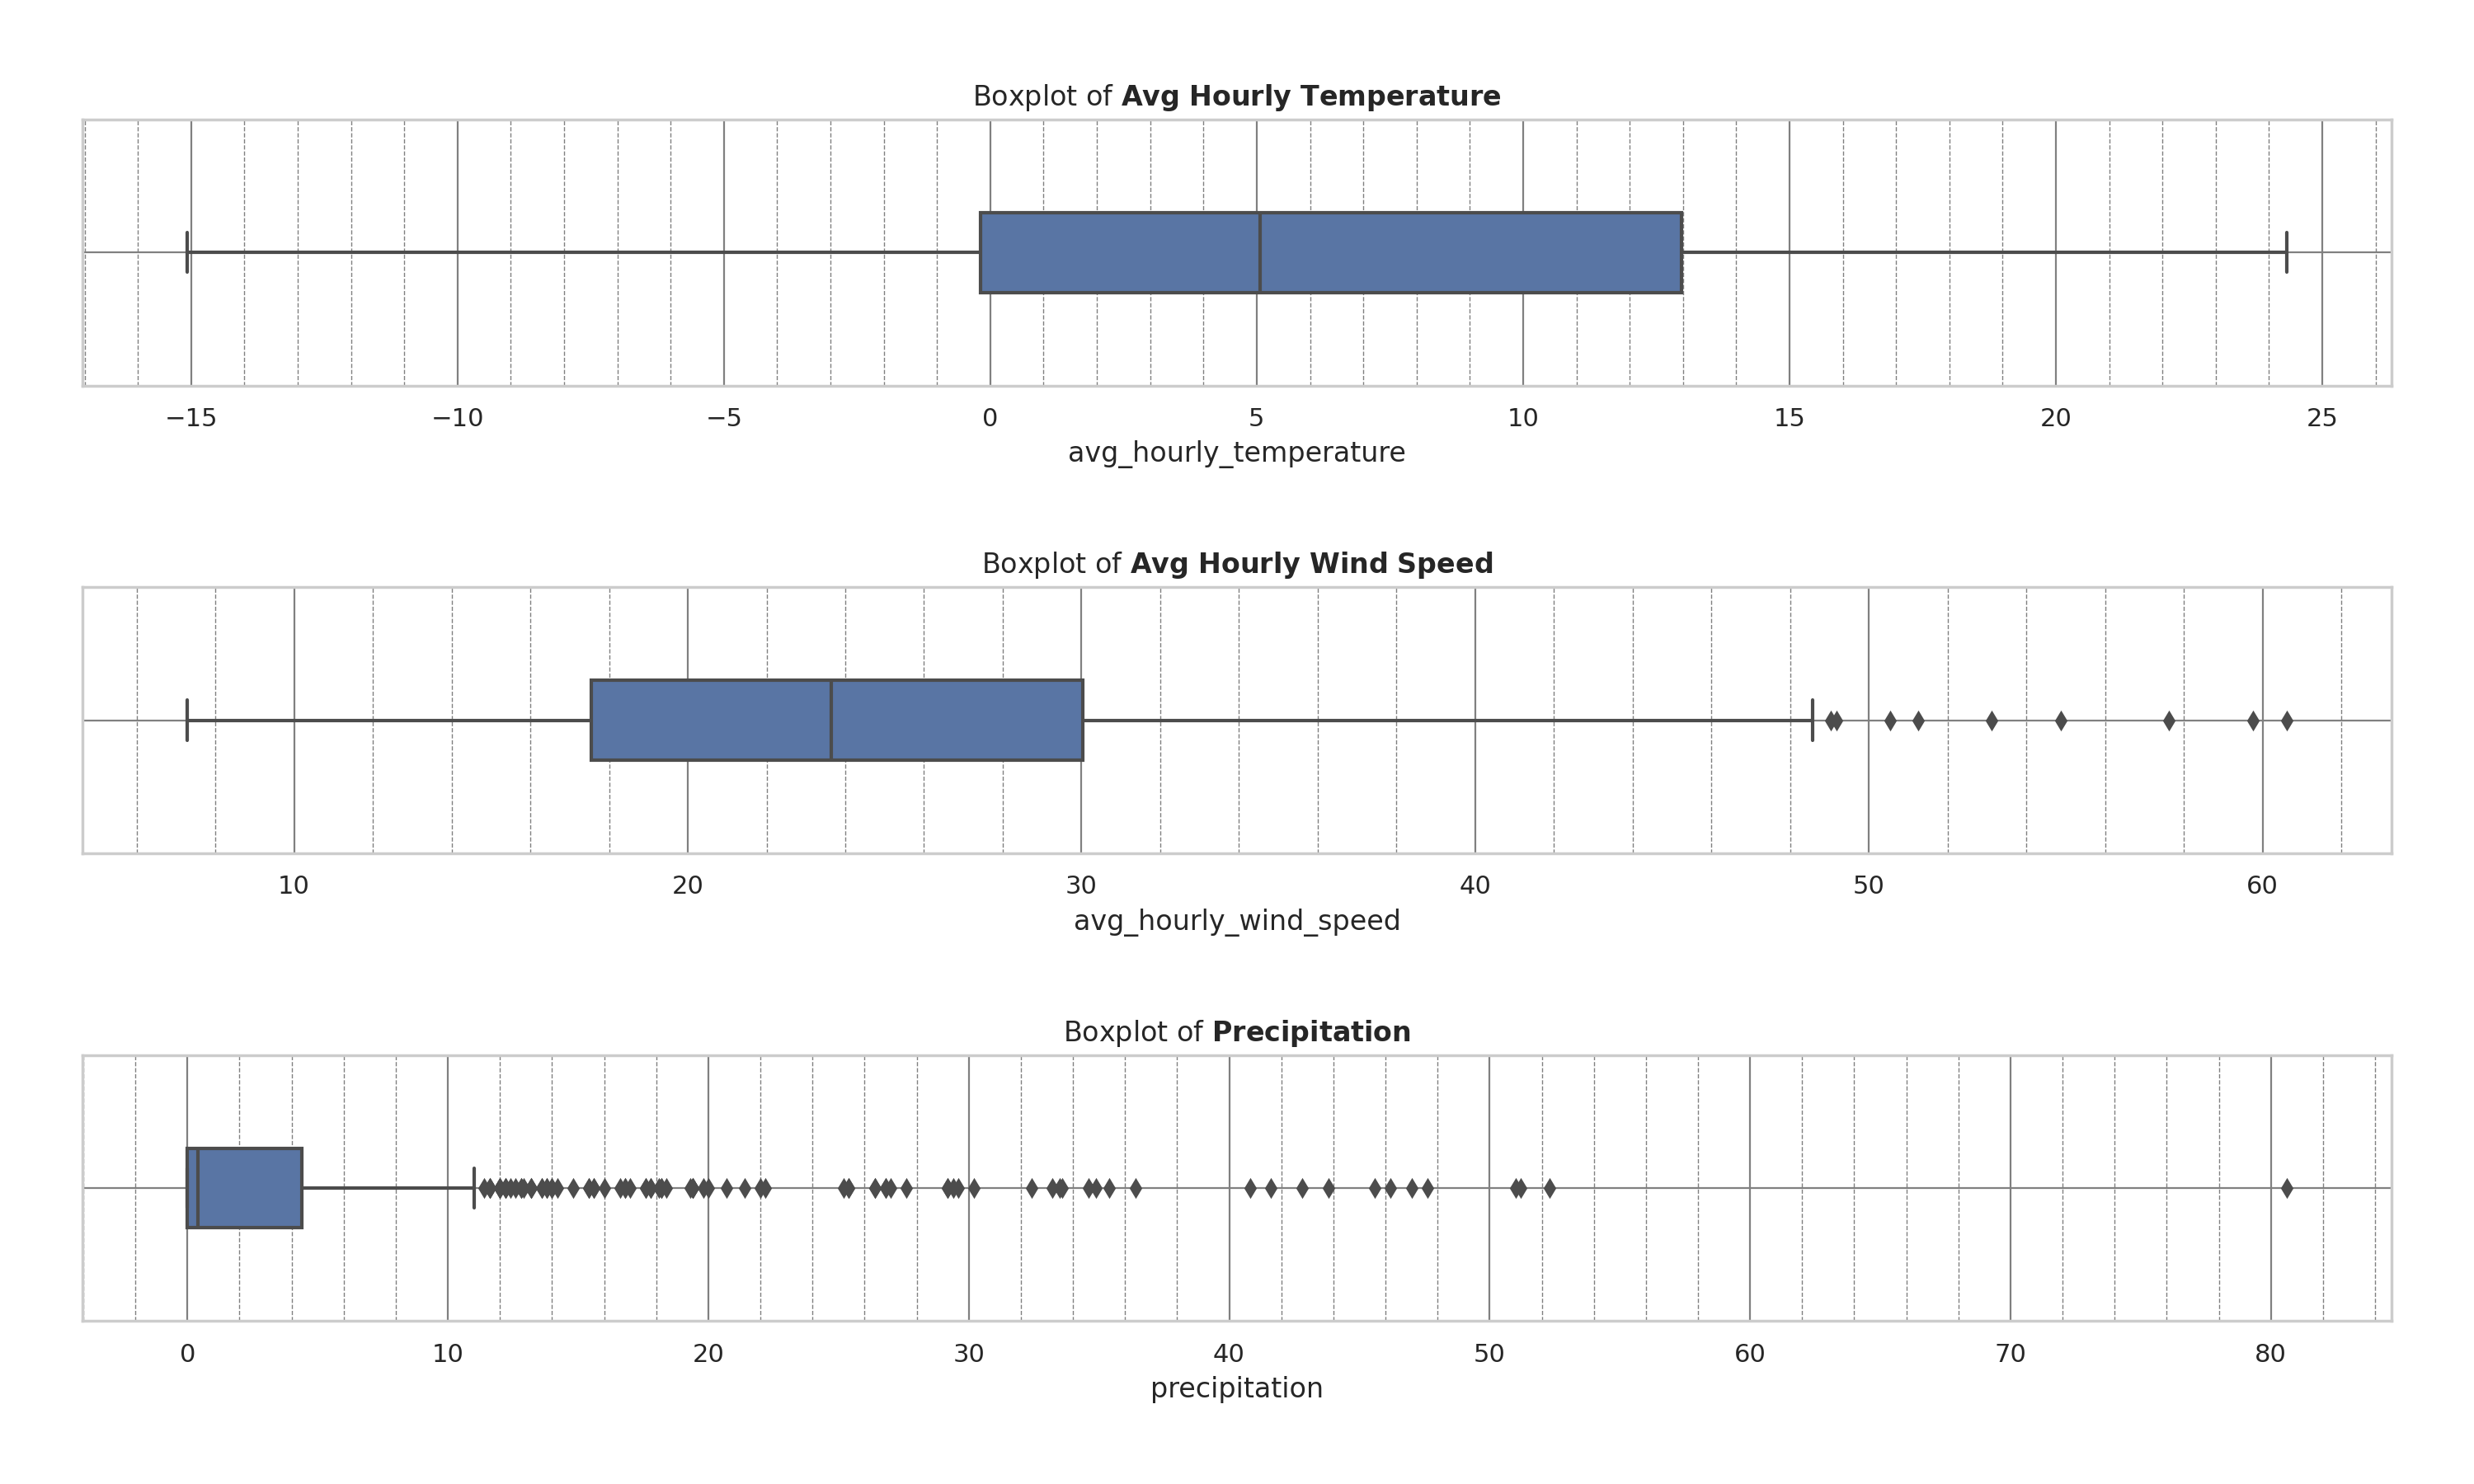 Boxplot of Avg Hourly Temperature
−15 −10 −5 0 5 10 15 20 25
avg_hourly_temperature
Boxplot of Avg Hourly Wind Speed
10 20 30 40 50 60
avg_hourly_wind_speed
Boxplot of Precipitation
0 10 20 30 40 50 60 70 80
precipitation